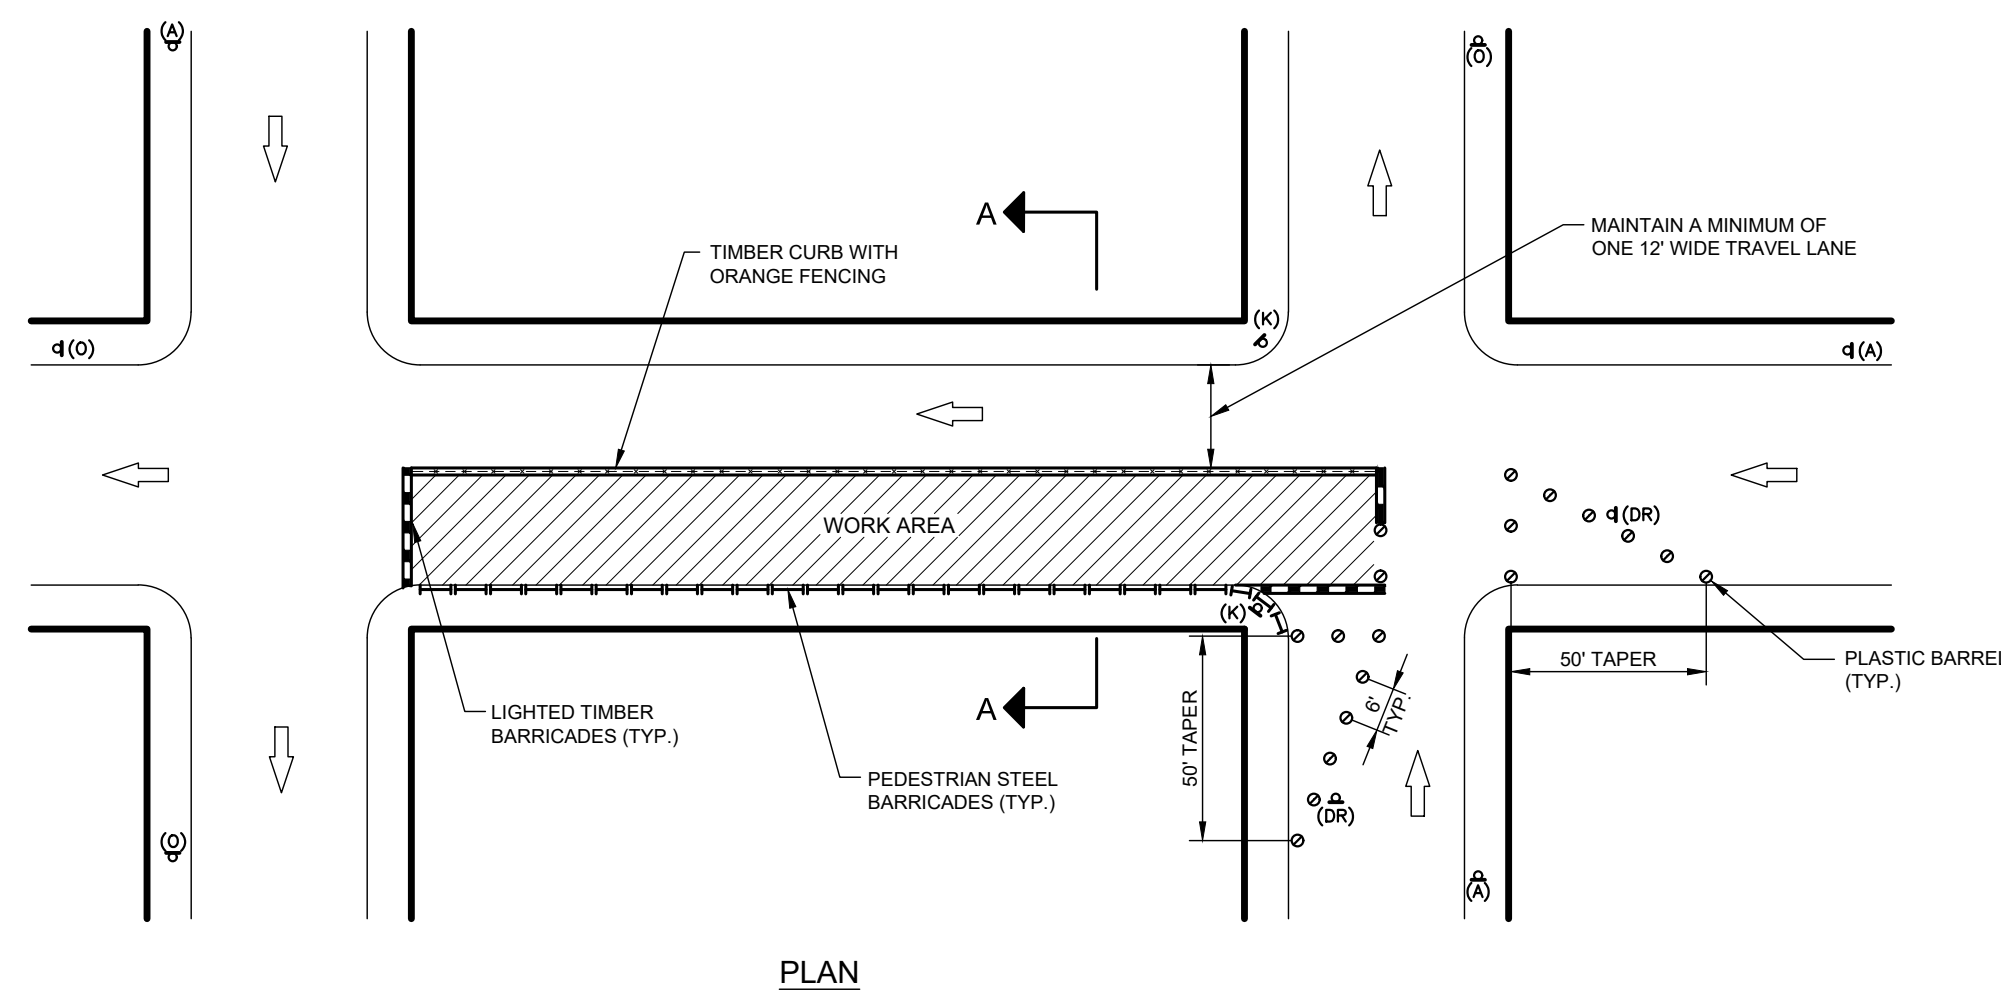 (A)
(O)
A
TIMBER CURB WITH
ORANGE FENCING
MAINTAIN A MINIMUM OF
ONE 12' WIDE TRAVEL LANE
(K)
(O)
(A)
WORK AREA
(DR)
(K)
50' TAPER
PLASTIC BARREL
(TYP.)
LIGHTED TIMBER
BARRICADES (TYP.)
A
6'
TYP.
50' TAPER
PEDESTRIAN STEEL
BARRICADES (TYP.)
(DR)
(O)
(A)
PLAN